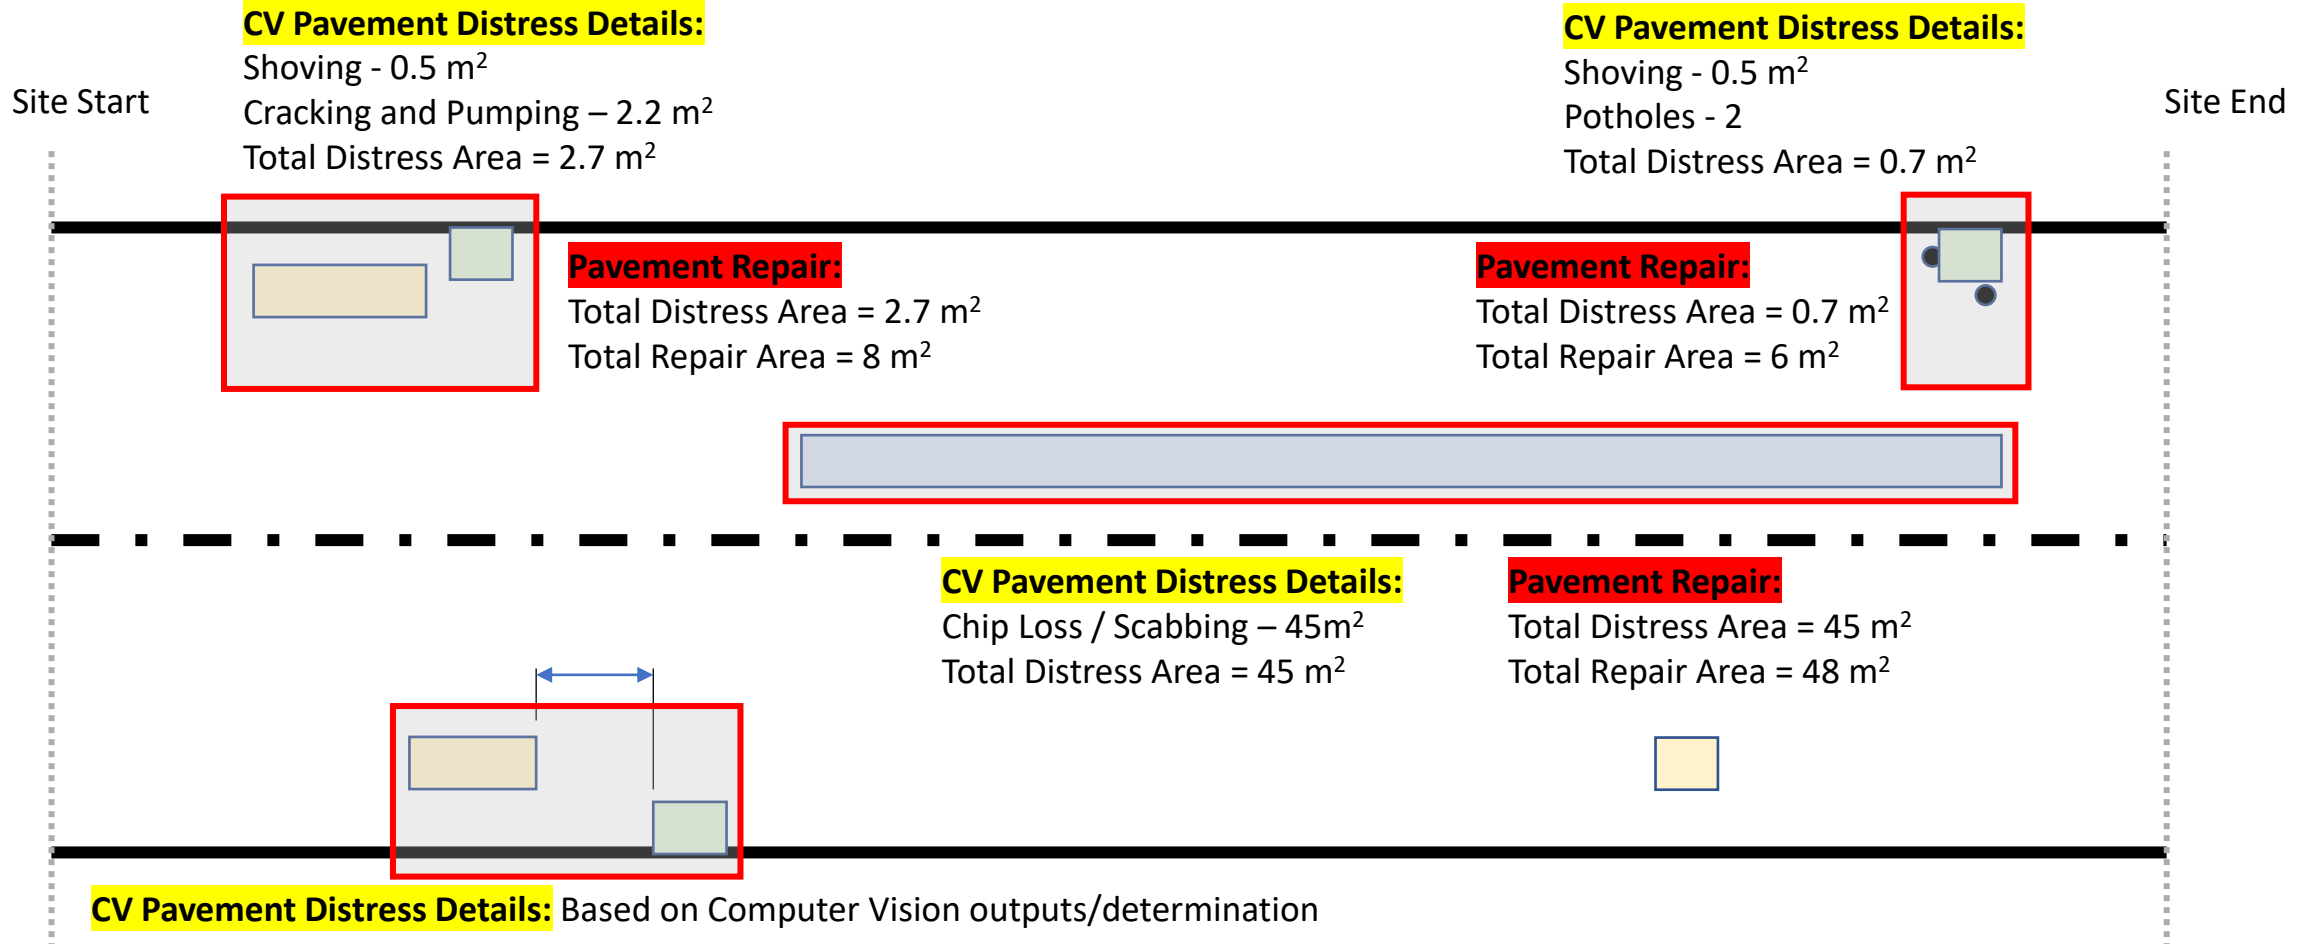 CV Pavement Distress Details:
Shoving - 0.5 m²
Cracking and Pumping – 2.2 m²
Total Distress Area = 2.7 m²
CV Pavement Distress Details:
Shoving - 0.5 m²
Potholes - 2
Total Distress Area = 0.7 m²
Site Start
Site End
Pavement Repair:
Total Distress Area = 2.7 m²
Total Repair Area = 8 m²
Pavement Repair:
Total Distress Area = 0.7 m²
Total Repair Area = 6 m²
CV Pavement Distress Details:
Chip Loss / Scabbing – 45m²
Total Distress Area = 45 m²
Pavement Repair:
Total Distress Area = 45 m²
Total Repair Area = 48 m²
CV Pavement Distress Details: Based on Computer Vision outputs/determination